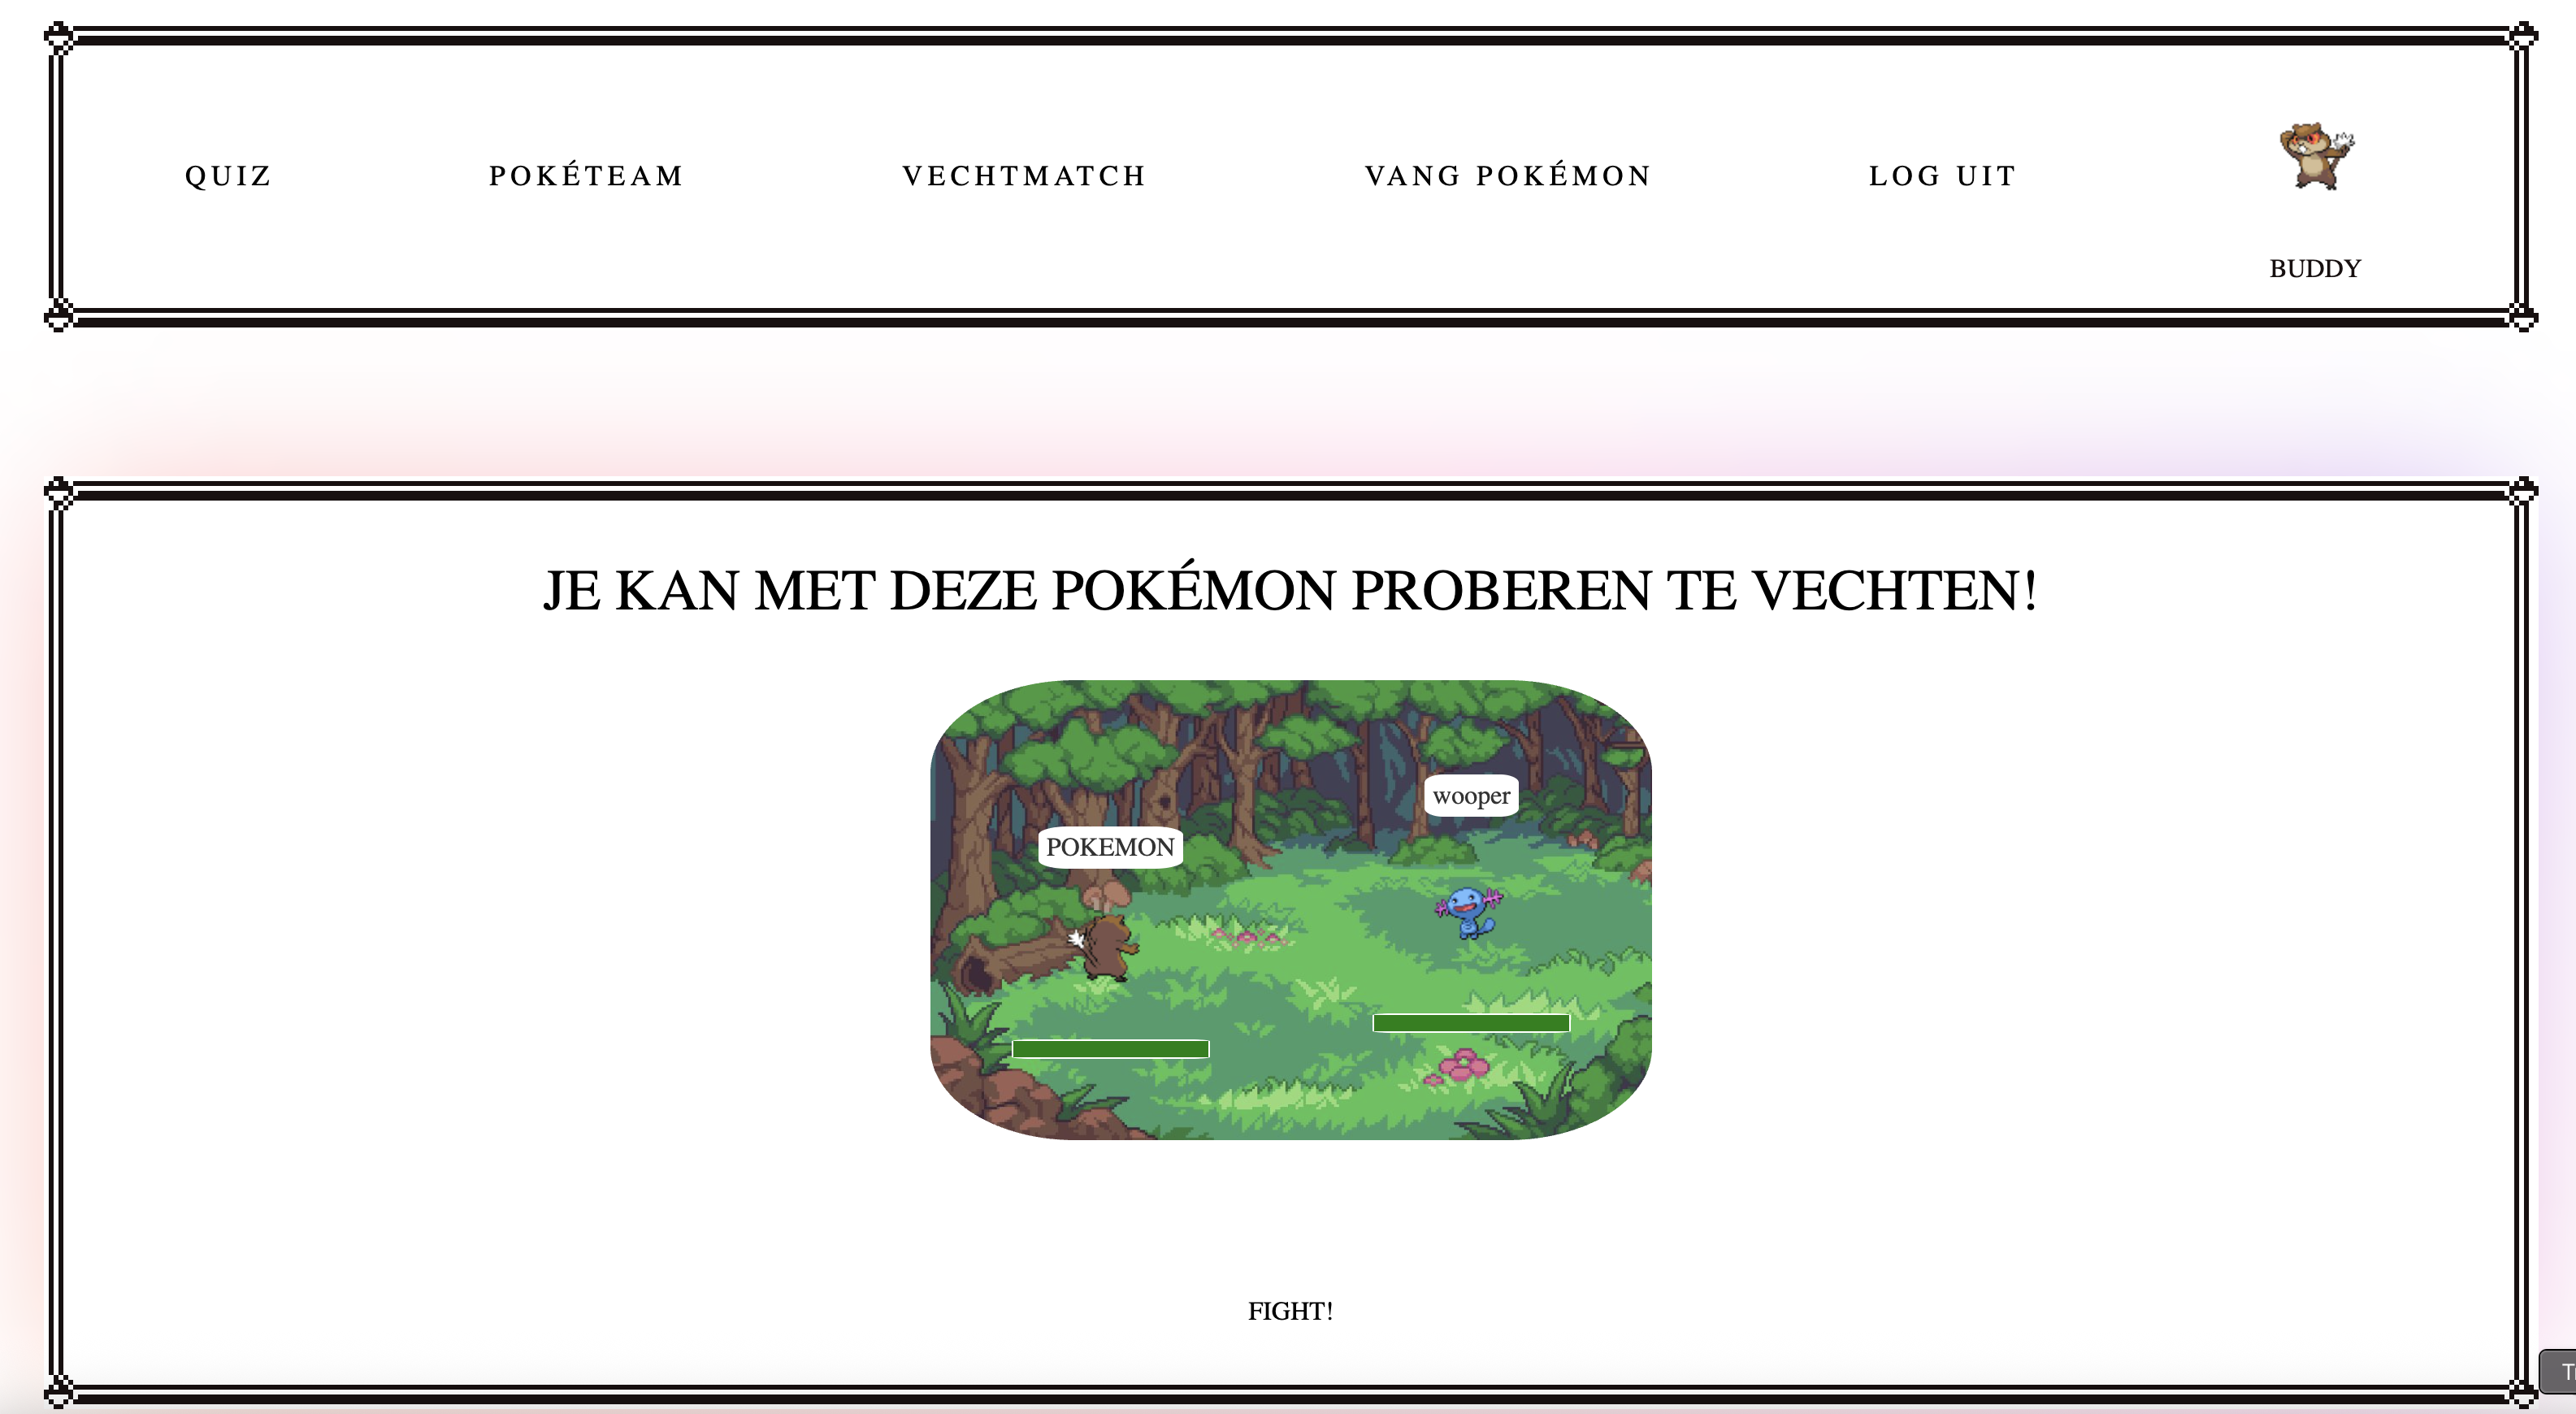 QUIZ
POKÉTEAM
VECHTMATCH
VANG POKÉMON
LOG UIT
BUDDY
JE KAN MET DEZE POKÉMON PROBEREN TE VECHTEN!
wooper
POKEMON
FIGHT!